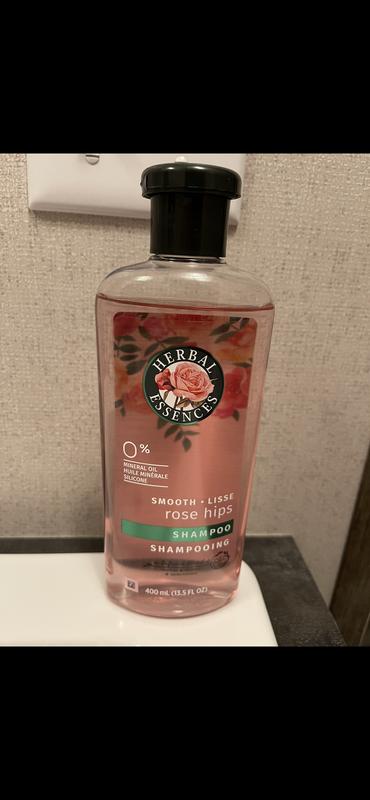 HERBAL
ESSENCES
0%
MINERAL OIL
HUILE MINÉRALE
SILICONE
SMOOTH • LISSE
rose hips
SHAMPOO
SHAMPOOING
400 mL (13.5 FL OZ)